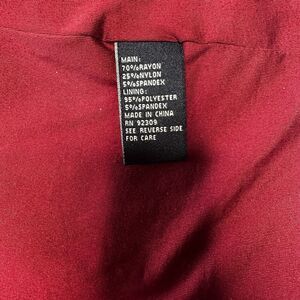 MAIN:
70%RAYON
25%NYLON
5%SPANDEX
LINING:
95%POLYESTER
5%SPANDEX
MADE IN CHINA
RN 92309
SEE REVERSE SIDE
FOR CARE